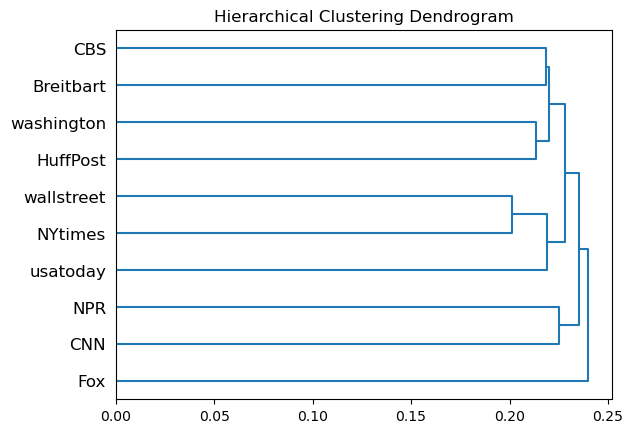 Hierarchical Clustering Dendrogram
CBS
Breitbart
washington
HuffPost
wallstreet
NYtimes
usatoday
NPR
CNN
Fox
0.00 0.05 0.10 0.15 0.20 0.25